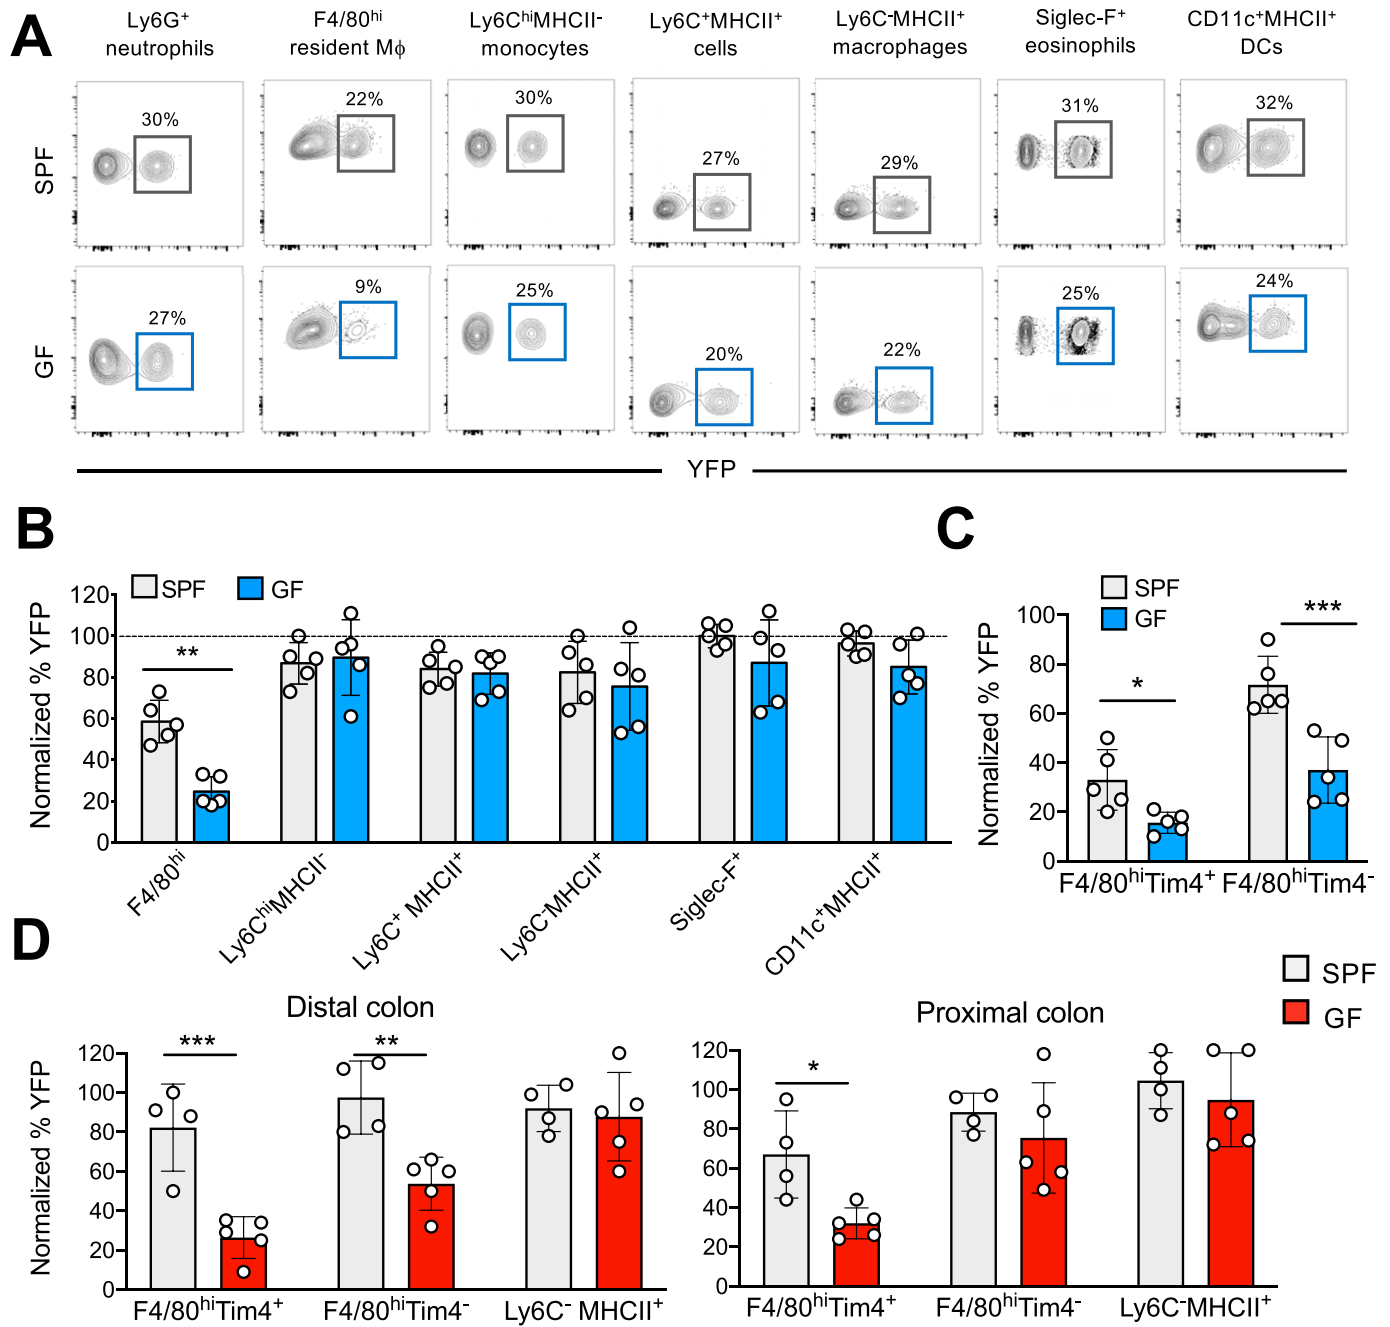 A
Ly6G⁺ neutrophils
F4/80ʰⁱ resident Mϕ
Ly6CʰⁱMHCII⁻ monocytes
Ly6C⁺MHCII⁺ cells
Ly6C⁻MHCII⁺ macrophages
Siglec-F⁺ eosinophils
CD11c⁺MHCII⁺ DCs
SPF
30%
22%
30%
27%
29%
31%
32%
GF
27%
9%
25%
20%
22%
25%
24%
YFP
B
SPF
GF
Normalized % YFP
120
100
80
60
40
20
0
**
F4/80ʰⁱ
Ly6CʰⁱMHCII⁻
Ly6C⁺ MHCII⁺
Ly6C⁻MHCII⁺
Siglec-F⁺
CD11c⁺MHCII⁺
C
SPF
GF
Normalized % YFP
100
80
60
40
20
0
*
***
F4/80ʰⁱTim4⁺
F4/80ʰⁱTim4⁻
D
SPF
GF
Distal colon
Normalized % YFP
120
100
80
60
40
20
0
***
**
F4/80ʰⁱTim4⁺
F4/80ʰⁱTim4⁻
Ly6C⁻ MHCII⁺
Proximal colon
120
100
80
60
40
20
0
*
F4/80ʰⁱTim4⁺
F4/80ʰⁱTim4⁻
Ly6C⁻MHCII⁺